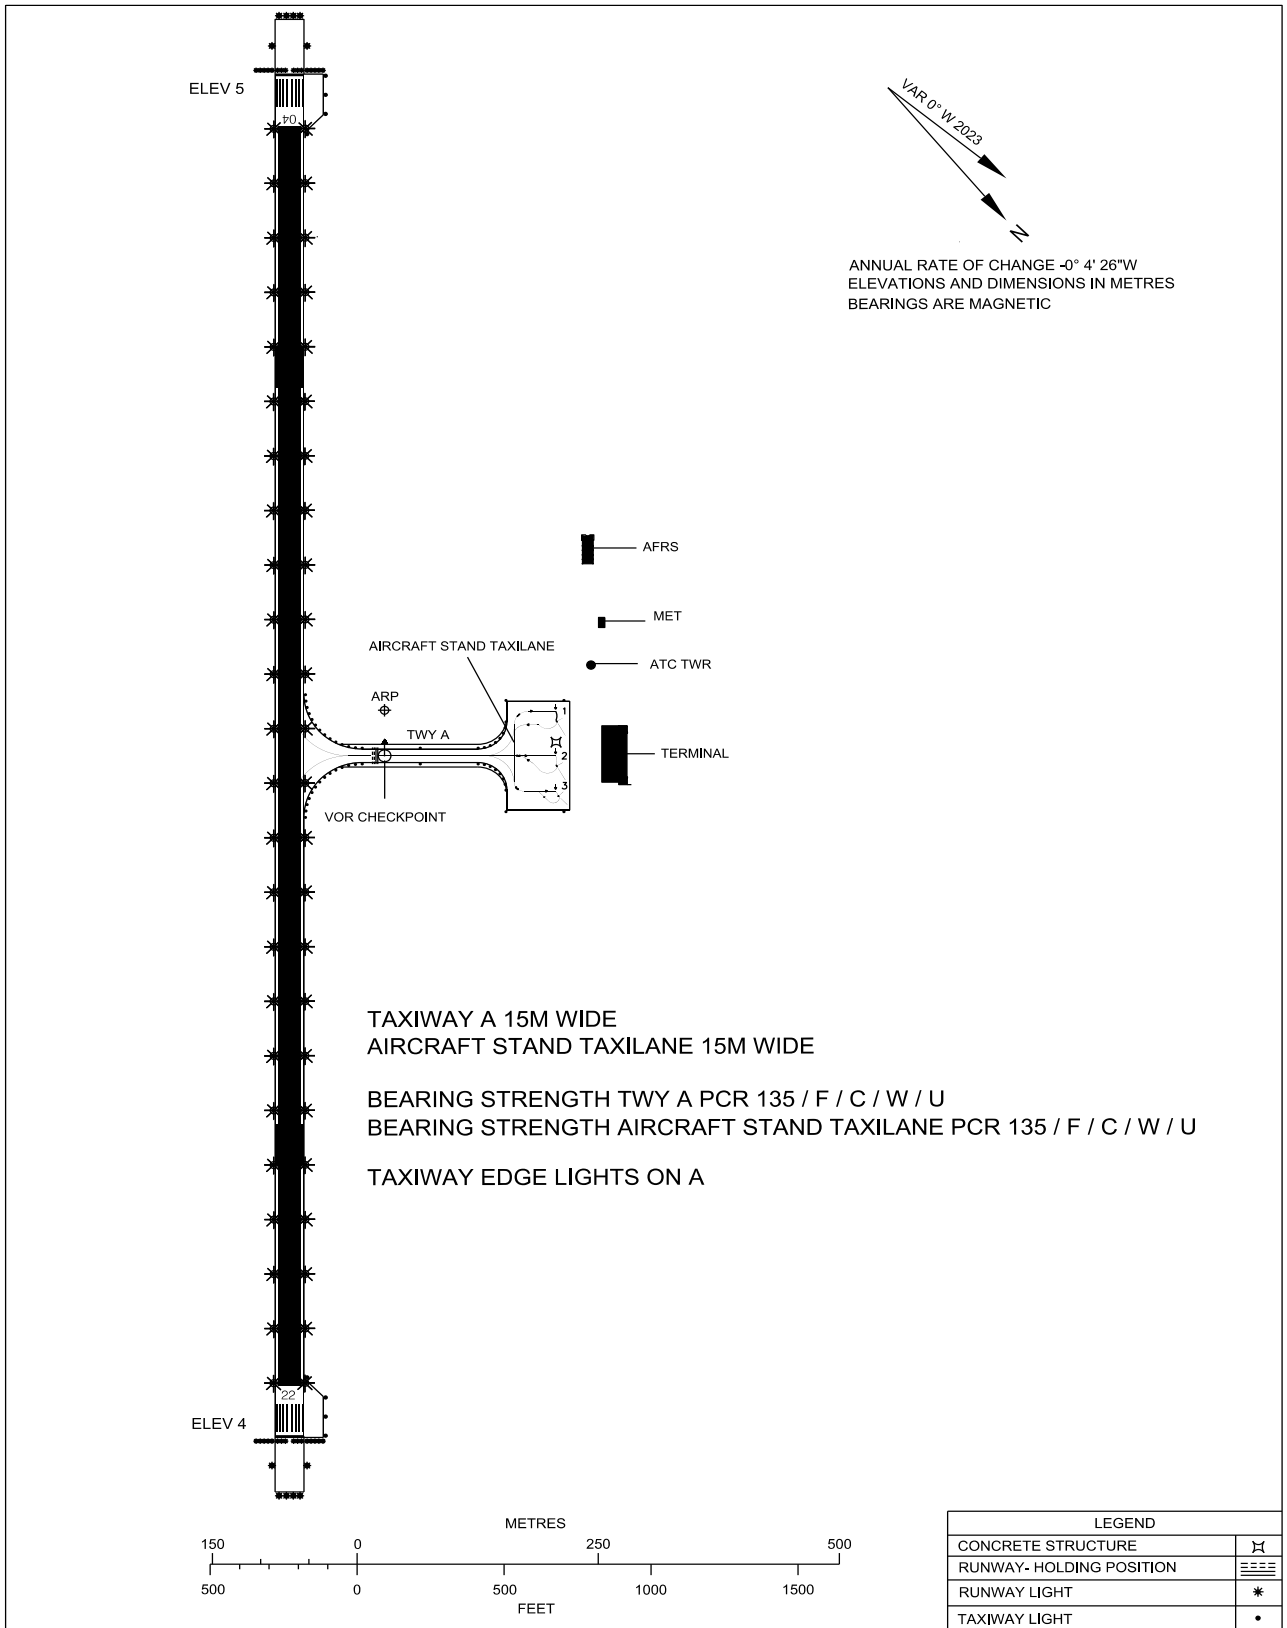 ELEV 5
04
VAR 0° W 2023
N
ANNUAL RATE OF CHANGE -0° 4' 26"W
ELEVATIONS AND DIMENSIONS IN METRES
BEARINGS ARE MAGNETIC
AFRS
MET
AIRCRAFT STAND TAXILANE
ATC TWR
ARP
1
TWY A
2
TERMINAL
3
VOR CHECKPOINT
TAXIWAY A 15M WIDE
AIRCRAFT STAND TAXILANE 15M WIDE
BEARING STRENGTH TWY A PCR 135 / F / C / W / U
BEARING STRENGTH AIRCRAFT STAND TAXILANE PCR 135 / F / C / W / U
TAXIWAY EDGE LIGHTS ON A
22
ELEV 4
METRES
150 0 250 500
500 0 500 1000 1500
FEET
LEGEND
CONCRETE STRUCTURE
RUNWAY- HOLDING POSITION
RUNWAY LIGHT
TAXIWAY LIGHT